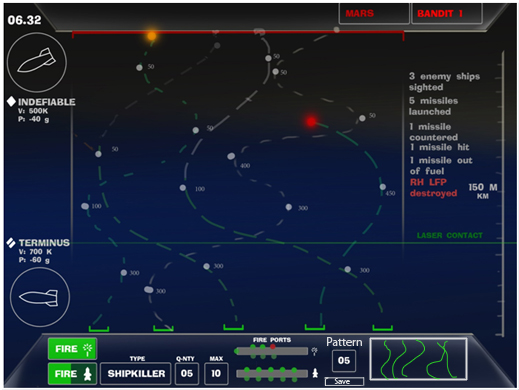 06.32
MARS
BANDIT 1
INDEFIABLE
V: 500K
P: -40 g
TERMINUS
V: 700 K
P: -60 g
50
50
50
50
50
50
400
100
450
100
300
300
300
300
300
3 enemy ships
sighted
5 missiles
launched
1 missile
countered
1 missile hit
1 missile out
of fuel
RH LFP
destroyed
150 M
KM
LASER CONTACT
FIRE
FIRE
TYPE
SHIPKILLER
Q-NTY
05
MAX
10
FIRE PORTS
Pattern
05
Save